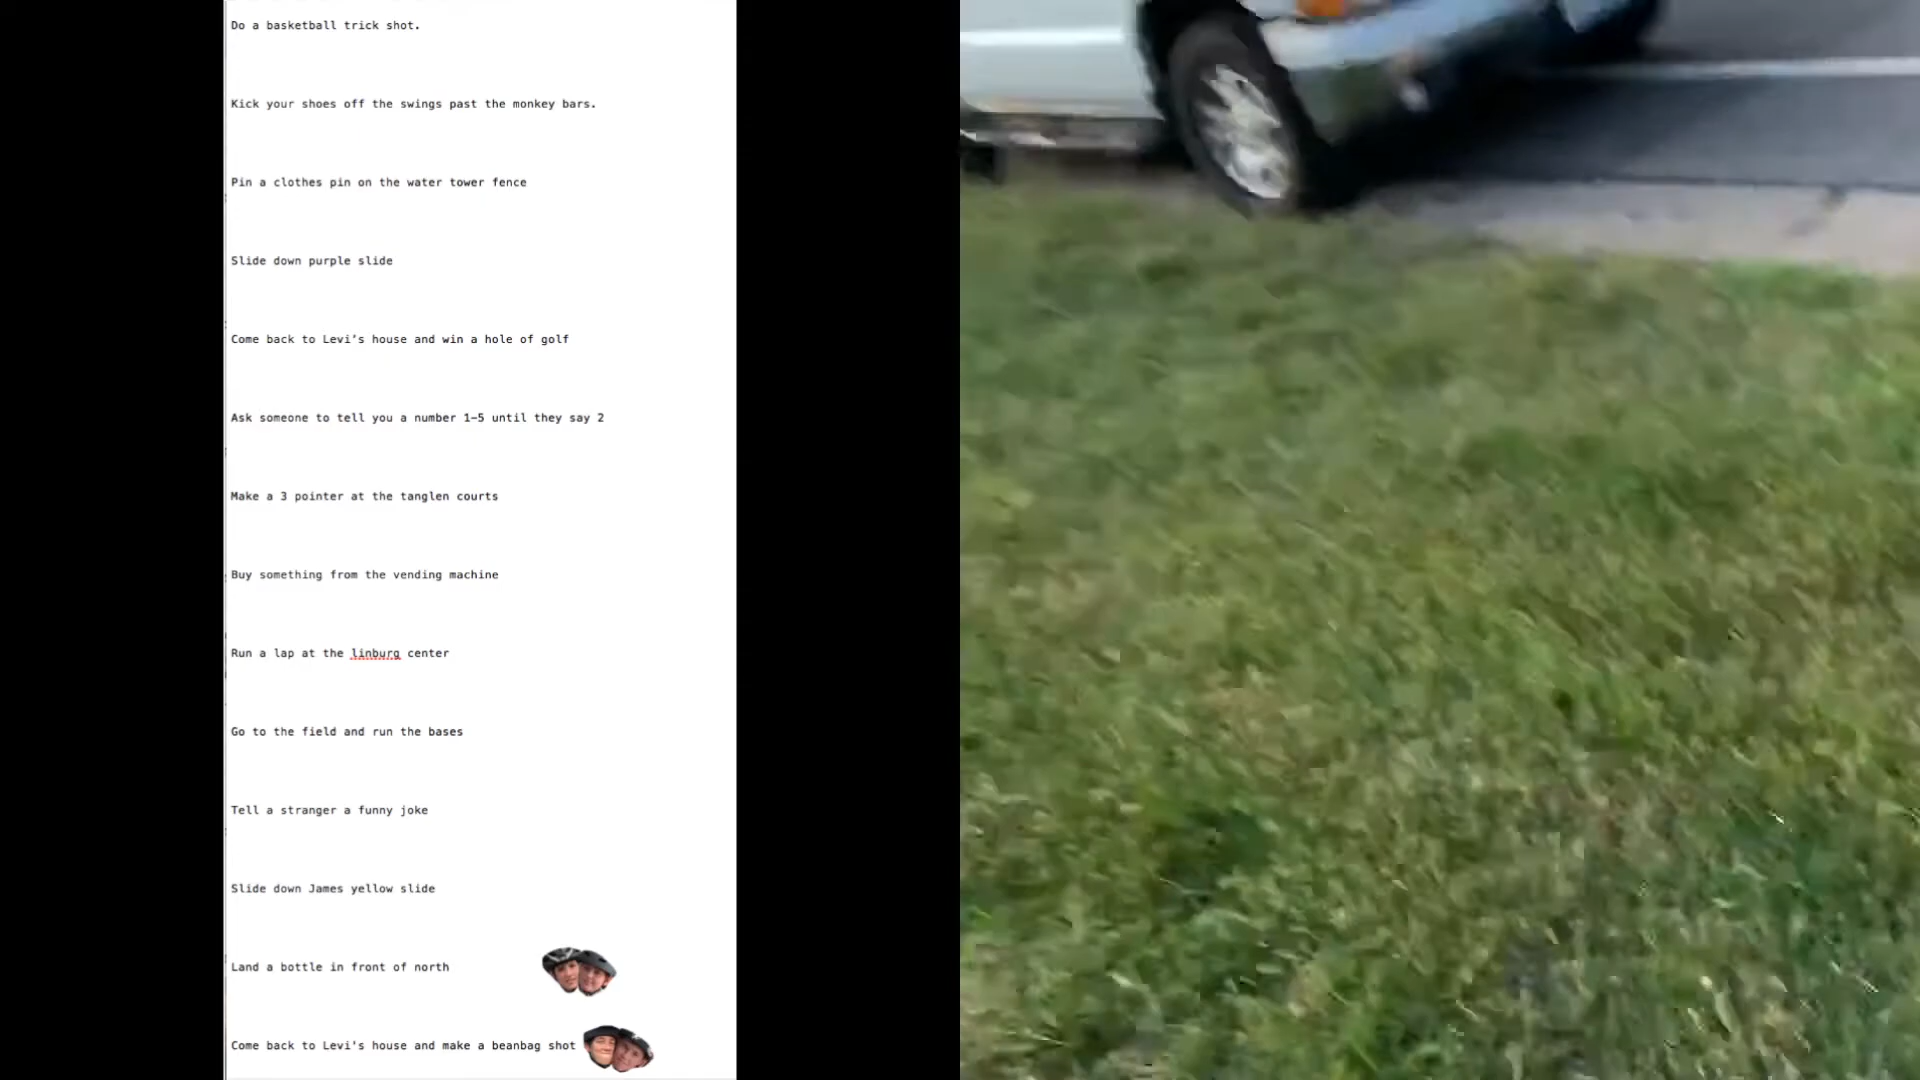 Do a basketball trick shot.
Kick your shoes off the swings past the monkey bars.
Pin a clothes pin on the water tower fence
Slide down purple slide
Come back to Levi’s house and win a hole of golf
Ask someone to tell you a number 1–5 until they say 2
Make a 3 pointer at the tanglen courts
Buy something from the vending machine
Run a lap at the linburg center
Go to the field and run the bases
Tell a stranger a funny joke
Slide down James yellow slide
Land a bottle in front of north
Come back to Levi's house and make a beanbag shot